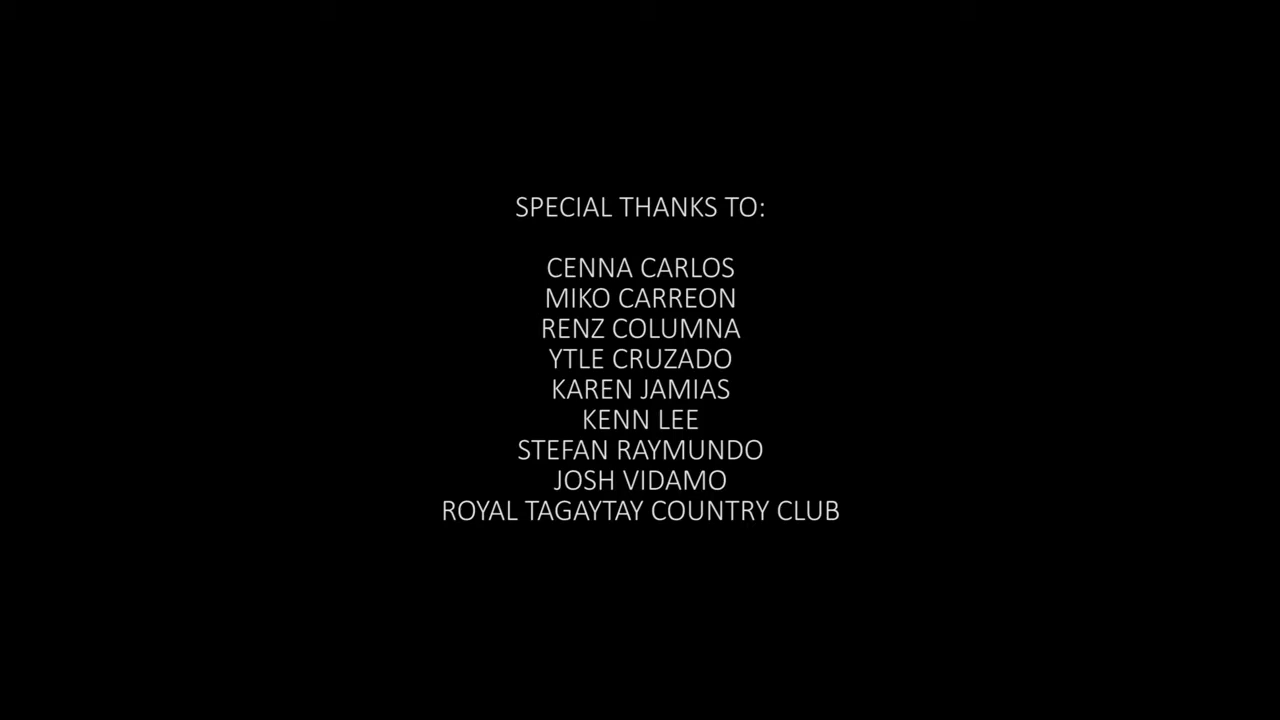 SPECIAL THANKS TO:
CENNA CARLOS
MIKO CARREON
RENZ COLUMNA
YTLE CRUZADO
KAREN JAMIAS
KENN LEE
STEFAN RAYMUNDO
JOSH VIDAMO
ROYAL TAGAYTAY COUNTRY CLUB